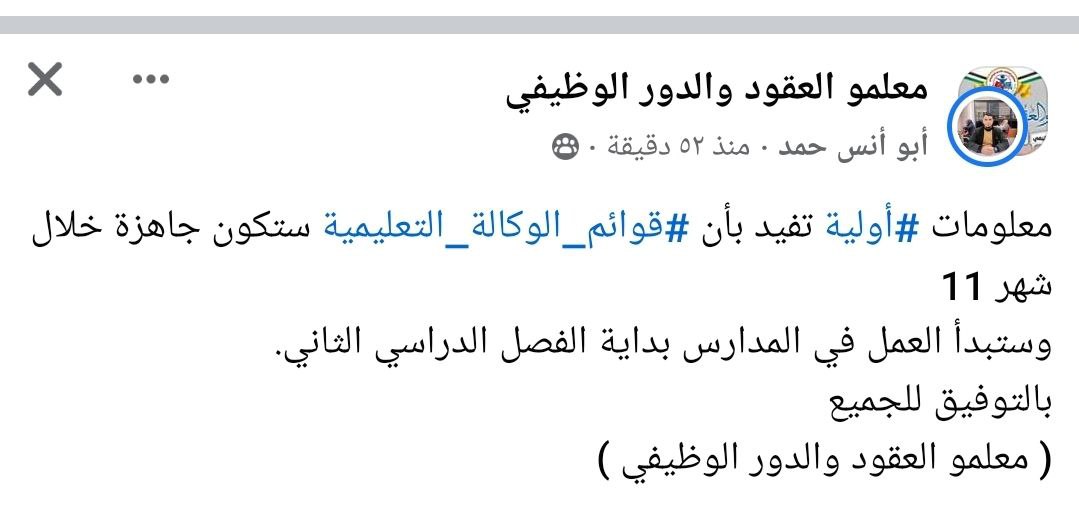 معلمو العقود والدور الوظيفي
أبو أنس حمد · منذ ٥٢ دقيقة ·
معلومات #أولية تفيد بأن #قوائم_الوكالة_التعليمية ستكون جاهزة خلال
شهر 11
وستبدأ العمل في المدارس بداية الفصل الدراسي الثاني.
بالتوفيق للجميع
( معلمو العقود والدور الوظيفي )